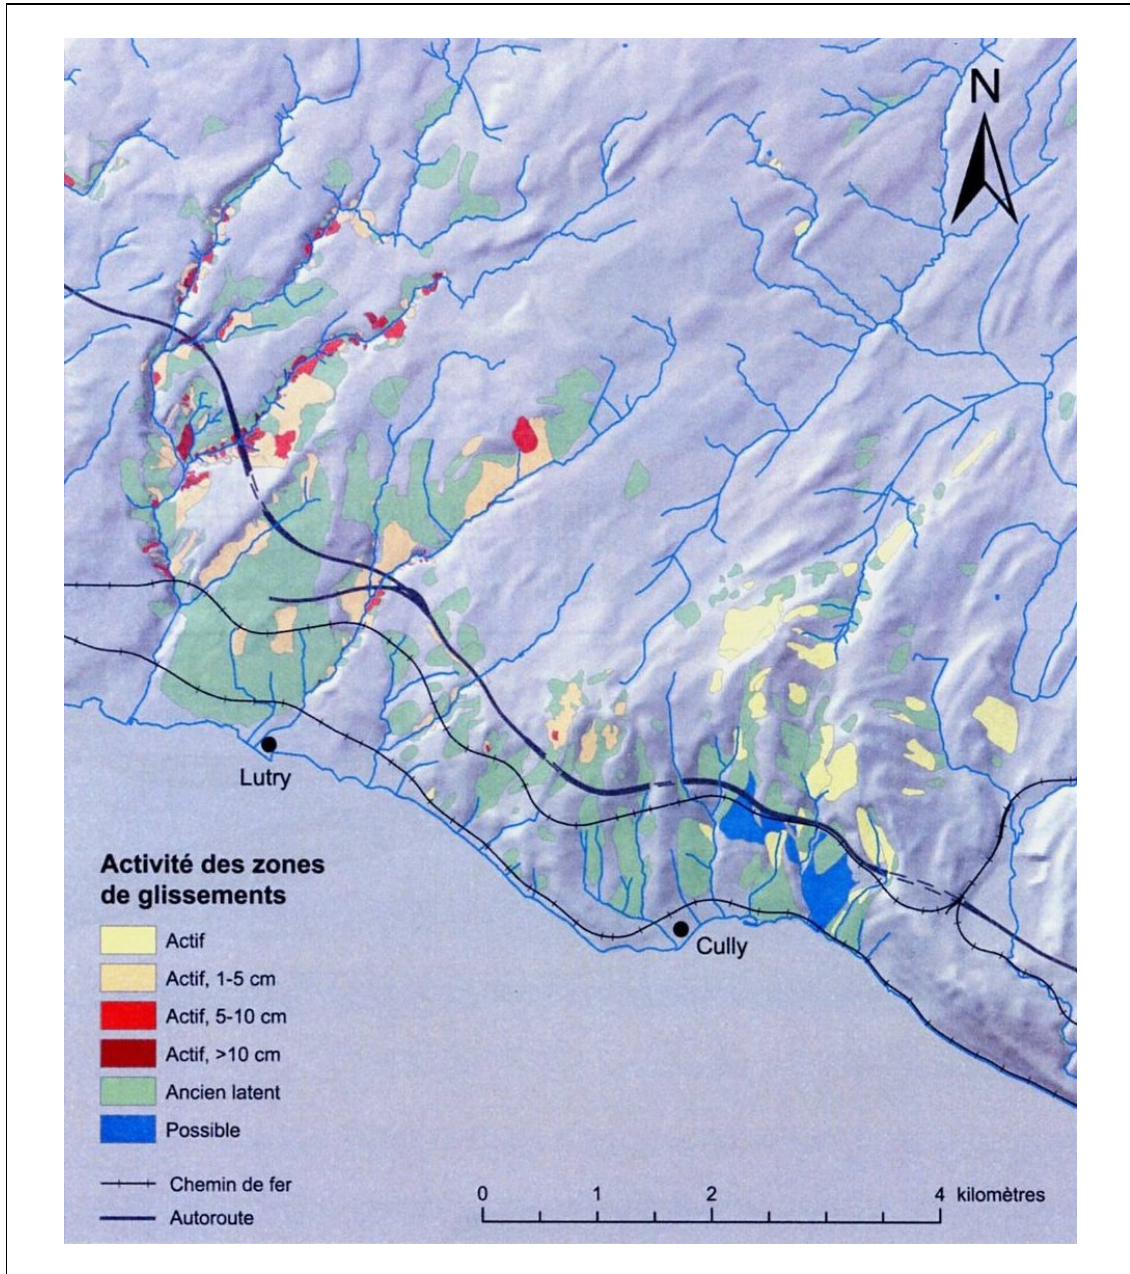 N
Lutry
Cully
Activité des zones
de glissements
Actif
Actif, 1-5 cm
Actif, 5-10 cm
Actif, >10 cm
Ancien latent
Possible
Chemin de fer
Autoroute
0 1 2 4 kilomètres